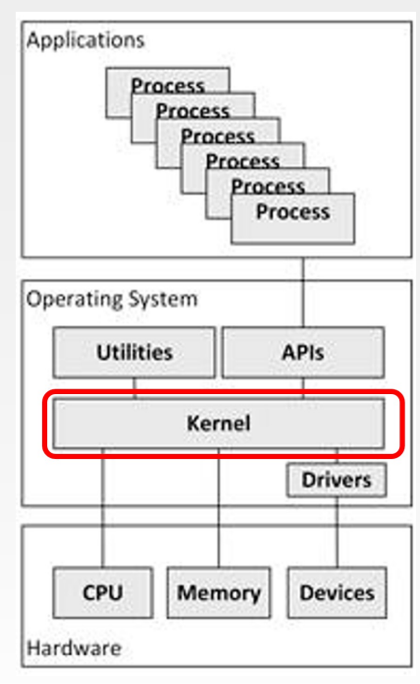 Applications
Process
Process
Process
Process
Process
Process
Operating System
Utilities
APIs
Kernel
Drivers
CPU
Memory
Devices
Hardware